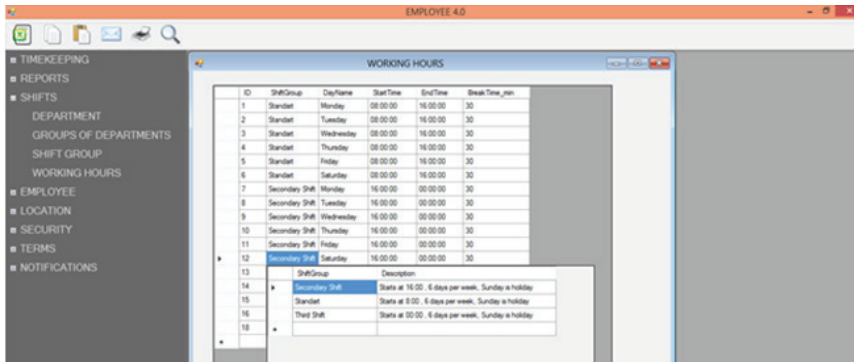 EMPLOYEE 4.0
TIMEKEEPING
REPORTS
SHIFTS
DEPARTMENT
GROUPS OF DEPARTMENTS
SHIFT GROUP
WORKING HOURS
EMPLOYEE
LOCATION
SECURITY
TERMS
NOTIFICATIONS
WORKING HOURS
ID ShiftGroup DayName StartTime EndTime BreakTime_min
1 Standart Monday 08:00:00 16:00:00 30
2 Standart Tuesday 08:00:00 16:00:00 30
3 Standart Wednesday 08:00:00 16:00:00 30
4 Standart Thursday 08:00:00 16:00:00 30
5 Standart Friday 08:00:00 16:00:00 30
6 Standart Saturday 08:00:00 16:00:00 30
7 Secondary Shift Monday 16:00:00 00:00:00 30
8 Secondary Shift Tuesday 16:00:00 00:00:00 30
9 Secondary Shift Wednesday 16:00:00 00:00:00 30
10 Secondary Shift Thursday 16:00:00 00:00:00 30
11 Secondary Shift Friday 16:00:00 00:00:00 30
12 Secondary Shift Saturday 16:00:00 00:00:00 30
13
14
15
16
18
ShiftGroup Description
Secondary Shift Starts at 16:00 , 6 days per week, Sunday is holiday
Standart Starts at 8:00 , 6 days per week, Sunday is holiday
Third Shift Starts at 00:00 , 6 days per week, Sunday is holiday